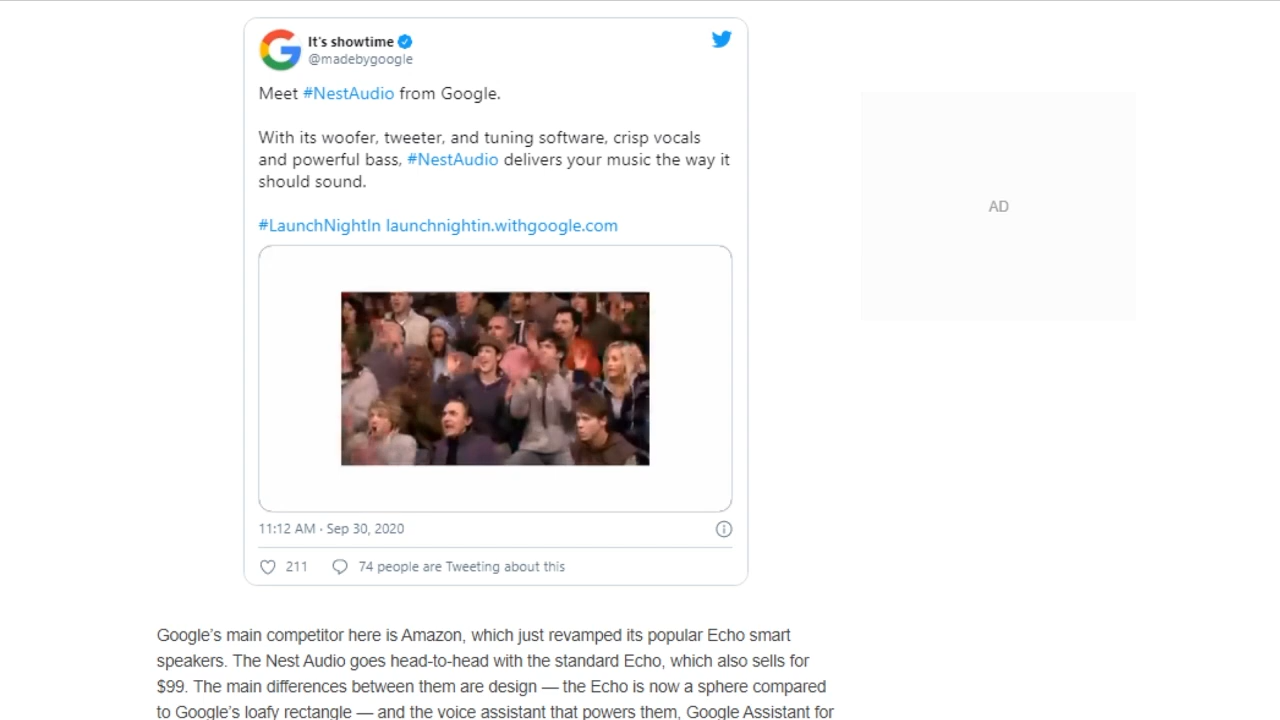 It's showtime
@madebygoogle
Meet #NestAudio from Google.
With its woofer, tweeter, and tuning software, crisp vocals
and powerful bass, #NestAudio delivers your music the way it
should sound.
#LaunchNightIn launchnightin.withgoogle.com
11:12 AM · Sep 30, 2020
211
74 people are Tweeting about this
AD
Google’s main competitor here is Amazon, which just revamped its popular Echo smart
speakers. The Nest Audio goes head-to-head with the standard Echo, which also sells for
$99. The main differences between them are design — the Echo is now a sphere compared
to Google’s loafy rectangle — and the voice assistant that powers them, Google Assistant for